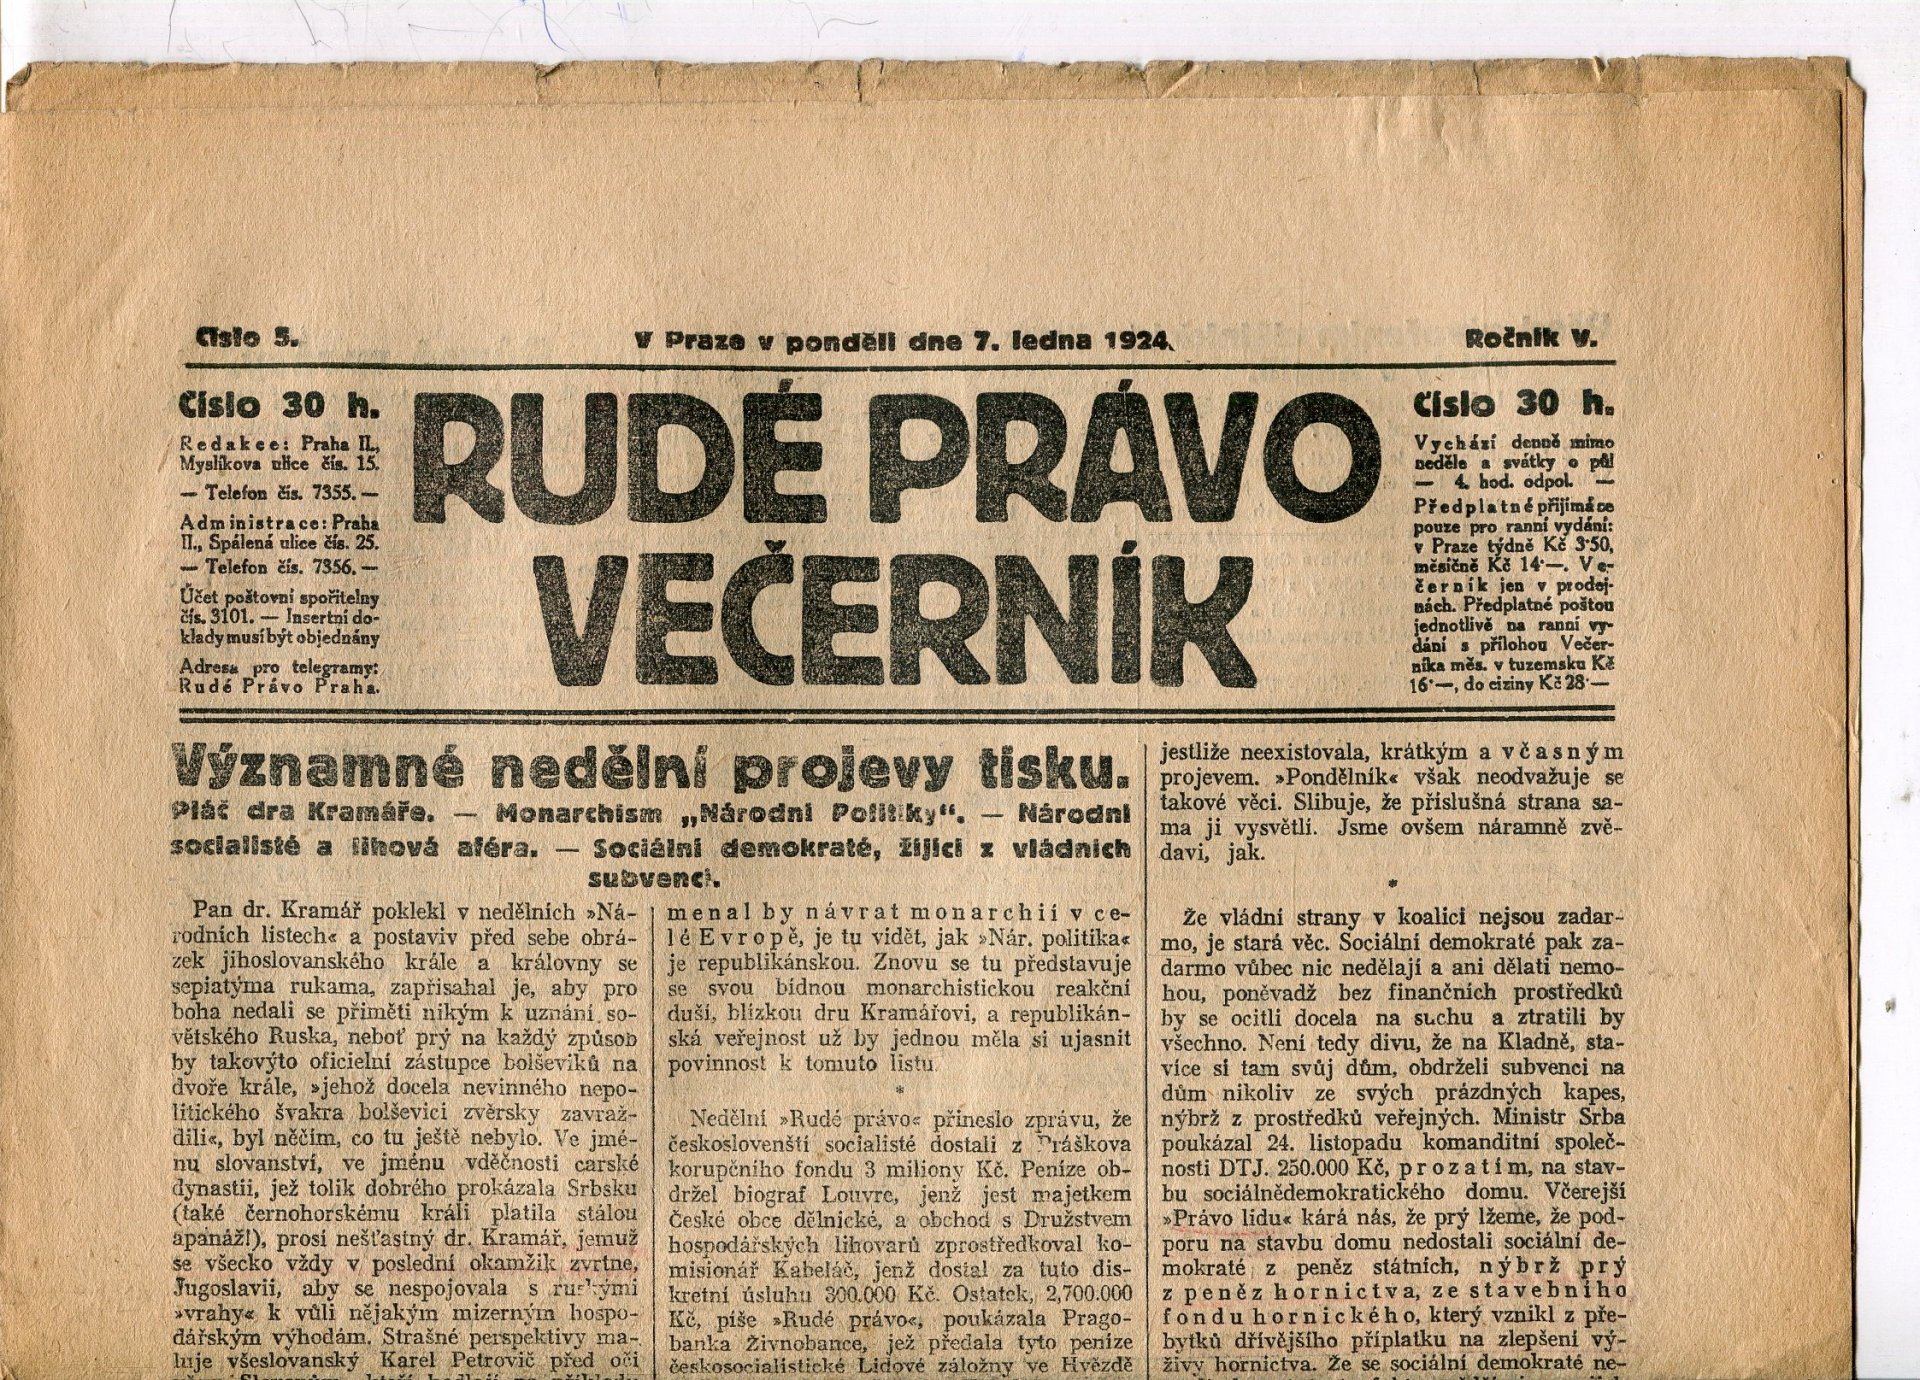 Číslo 5.
V Praze v pondělí dne 7. ledna 1924.
Ročník V.
Číslo 30 h.
Redakce: Praha II.,
Myslíkova ulice čís. 15.
— Telefon čís. 7355. —
Administrace: Praha
II., Spálená ulice čís. 25.
— Telefon čís. 7356. —
Účet poštovní spořitelny
čís. 3101. — Insertní do-
klady musí být objednány
Adresa pro telegramy:
Rudé Právo Praha.
RUDÉ PRÁVO
VEČERNÍK
Číslo 30 h.
Vychází denně mimo
neděle a svátky o půl
— 4. hod. odpol. —
Předplatné přijímáce
pouze pro ranní vydání:
v Praze týdně Kč 3·50,
měsíčně Kč 14·—. Ve-
černík jen v prodej-
nách. Předplatné poštou
jednotlivě na ranní vy-
dání s přílohou Večer-
níka měs. v tuzemsku Kč
16·—, do ciziny Kč 28·—
Významné nedělní projevy tisku.
Pláč dra Kramáře. — Monarchism „Národní Politiky“. — Národní
socialisté a lihová aféra. — Sociální demokraté, žijící z vládních
subvencí.
Pan dr. Kramář poklekl v nedělních »Ná-
rodních listech« a postaviv před sebe obrá-
zek jihoslovanského krále a královny se
sepiatýma rukama, zapřisahal je, aby pro
boha nedali se přiměti nikým k uznání so-
větského Ruska, neboť prý na každý způsob
by takovýto oficielní zástupce bolševiků na
dvoře krále, »jehož docela nevinného nepo-
litického švakra bolševici zvěrsky zavraž-
dili«, byl něčím, co tu ještě nebylo. Ve jmé-
nu slovanství, ve jménu vděčnosti carské
dynastii, jež tolik dobrého prokázala Srbsku
(také černohorskému králi platila stálou
apanáž!), prosí nešťastný dr. Kramář, jemuž
se všecko vždy v poslední okamžik zvrtne,
Jugoslavii, aby se nespojovala s ruskými
»vrahy« k vůli nějakým mizerným hospo-
dářským výhodám. Strašné perspektivy ma-
luje všeslovanský Karel Petrovič před oči
menal by návrat monarchií v ce-
lé Evropě, je tu vidět, jak »Nár. politika«
je republikánskou. Znovu se tu představuje
se svou bídnou monarchistickou reakční
duší, blízkou dru Kramářovi, a republikán-
ská veřejnost už by jednou měla si ujasnit
povinnost k tomuto listu.
*
Nedělní »Rudé právo« přineslo zprávu, že
českoslovenští socialisté dostali z Práškova
korupčního fondu 3 miliony Kč. Peníze ob-
držel biograf Louvre, jenž jest majetkem
České obce dělnické, a obchod s Družstvem
hospodářských lihovarů zprostředkoval ko-
misionář Kabeláč, jenž dostal za tuto dis-
kretní úsluhu 300.000 Kč. Ostatek, 2,700.000
Kč, píše »Rudé právo«, poukázala Prago-
banka Živnobance, jež předala tyto peníze
českosocialistické Lidové záložny ve Hvězdě
jestliže neexistovala, krátkým a včasným
projevem. »Pondělník« však neodvažuje se
takové věci. Slibuje, že příslušná strana sa-
ma ji vysvětlí. Jsme ovšem náramně zvě-
davi, jak.
*
Že vládní strany v koalici nejsou zadar-
mo, je stará věc. Sociální demokraté pak za-
darmo vůbec nic nedělají a ani dělati nemo-
hou, poněvadž bez finančních prostředků
by se ocitli docela na suchu a ztratili by
všechno. Není tedy divu, že na Kladně, sta-
více si tam svůj dům, obdrželi subvenci na
dům nikoliv ze svých prázdných kapes,
nýbrž z prostředků veřejných. Ministr Srba
poukázal 24. listopadu komanditní společ-
nosti DTJ. 250.000 Kč, prozatím, na stav-
bu sociálnědemokratického domu. Včerejší
»Právo lidu« kárá nás, že prý lžeme, že pod-
poru na stavbu domu nedostali sociální de-
mokraté z peněz státních, nýbrž prý
z peněz hornictva, ze stavebního
fondu hornického, který vznikl z pře-
bytků dřívějšího příplatku na zlepšení vý-
živy hornictva. Že se sociální demokraté ne-